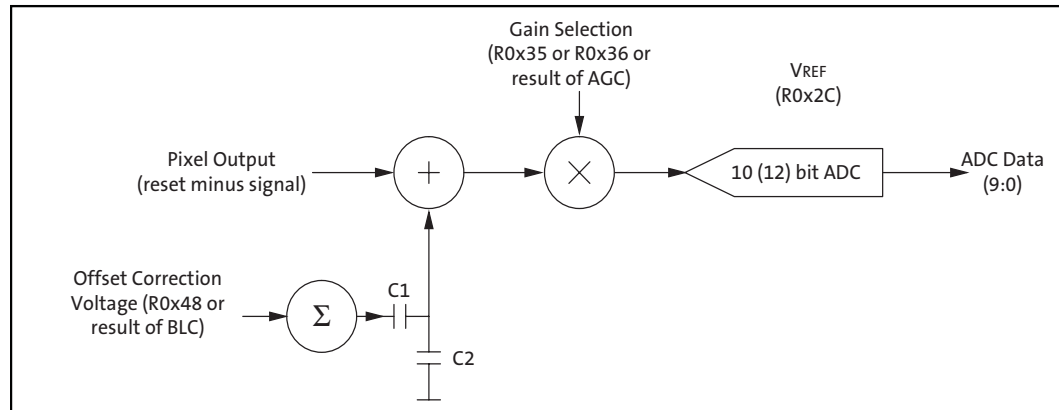 Gain Selection
(R0x35 or R0x36 or
result of AGC)
VREF
(R0x2C)
Pixel Output
(reset minus signal)
+
×
10 (12) bit ADC
ADC Data
(9:0)
Offset Correction
Voltage (R0x48 or
result of BLC)
Σ
C1
C2